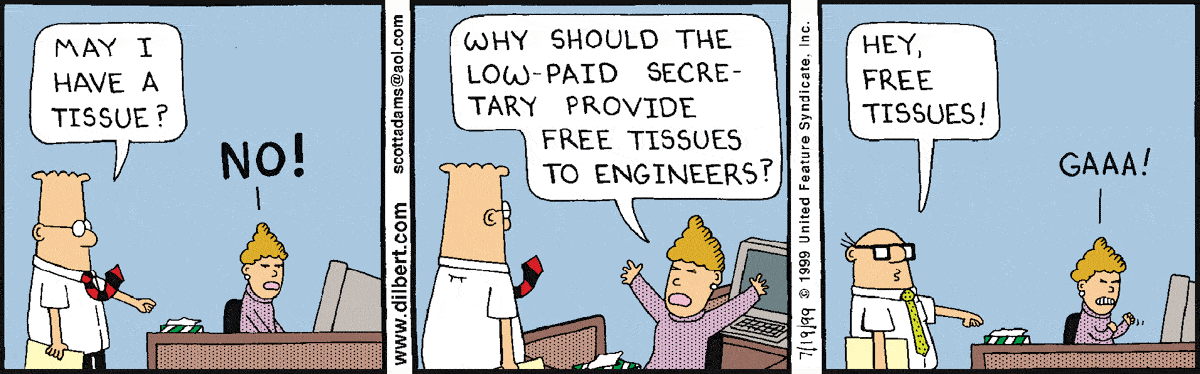 MAY I
HAVE A
TISSUE?
NO!
www.dilbert.com scottadams@aol.com
WHY SHOULD THE
LOW-PAID SECRE-
TARY PROVIDE
FREE TISSUES
TO ENGINEERS?
7/19/99 © 1999 United Feature Syndicate, Inc.
HEY,
FREE
TISSUES!
GAAA!